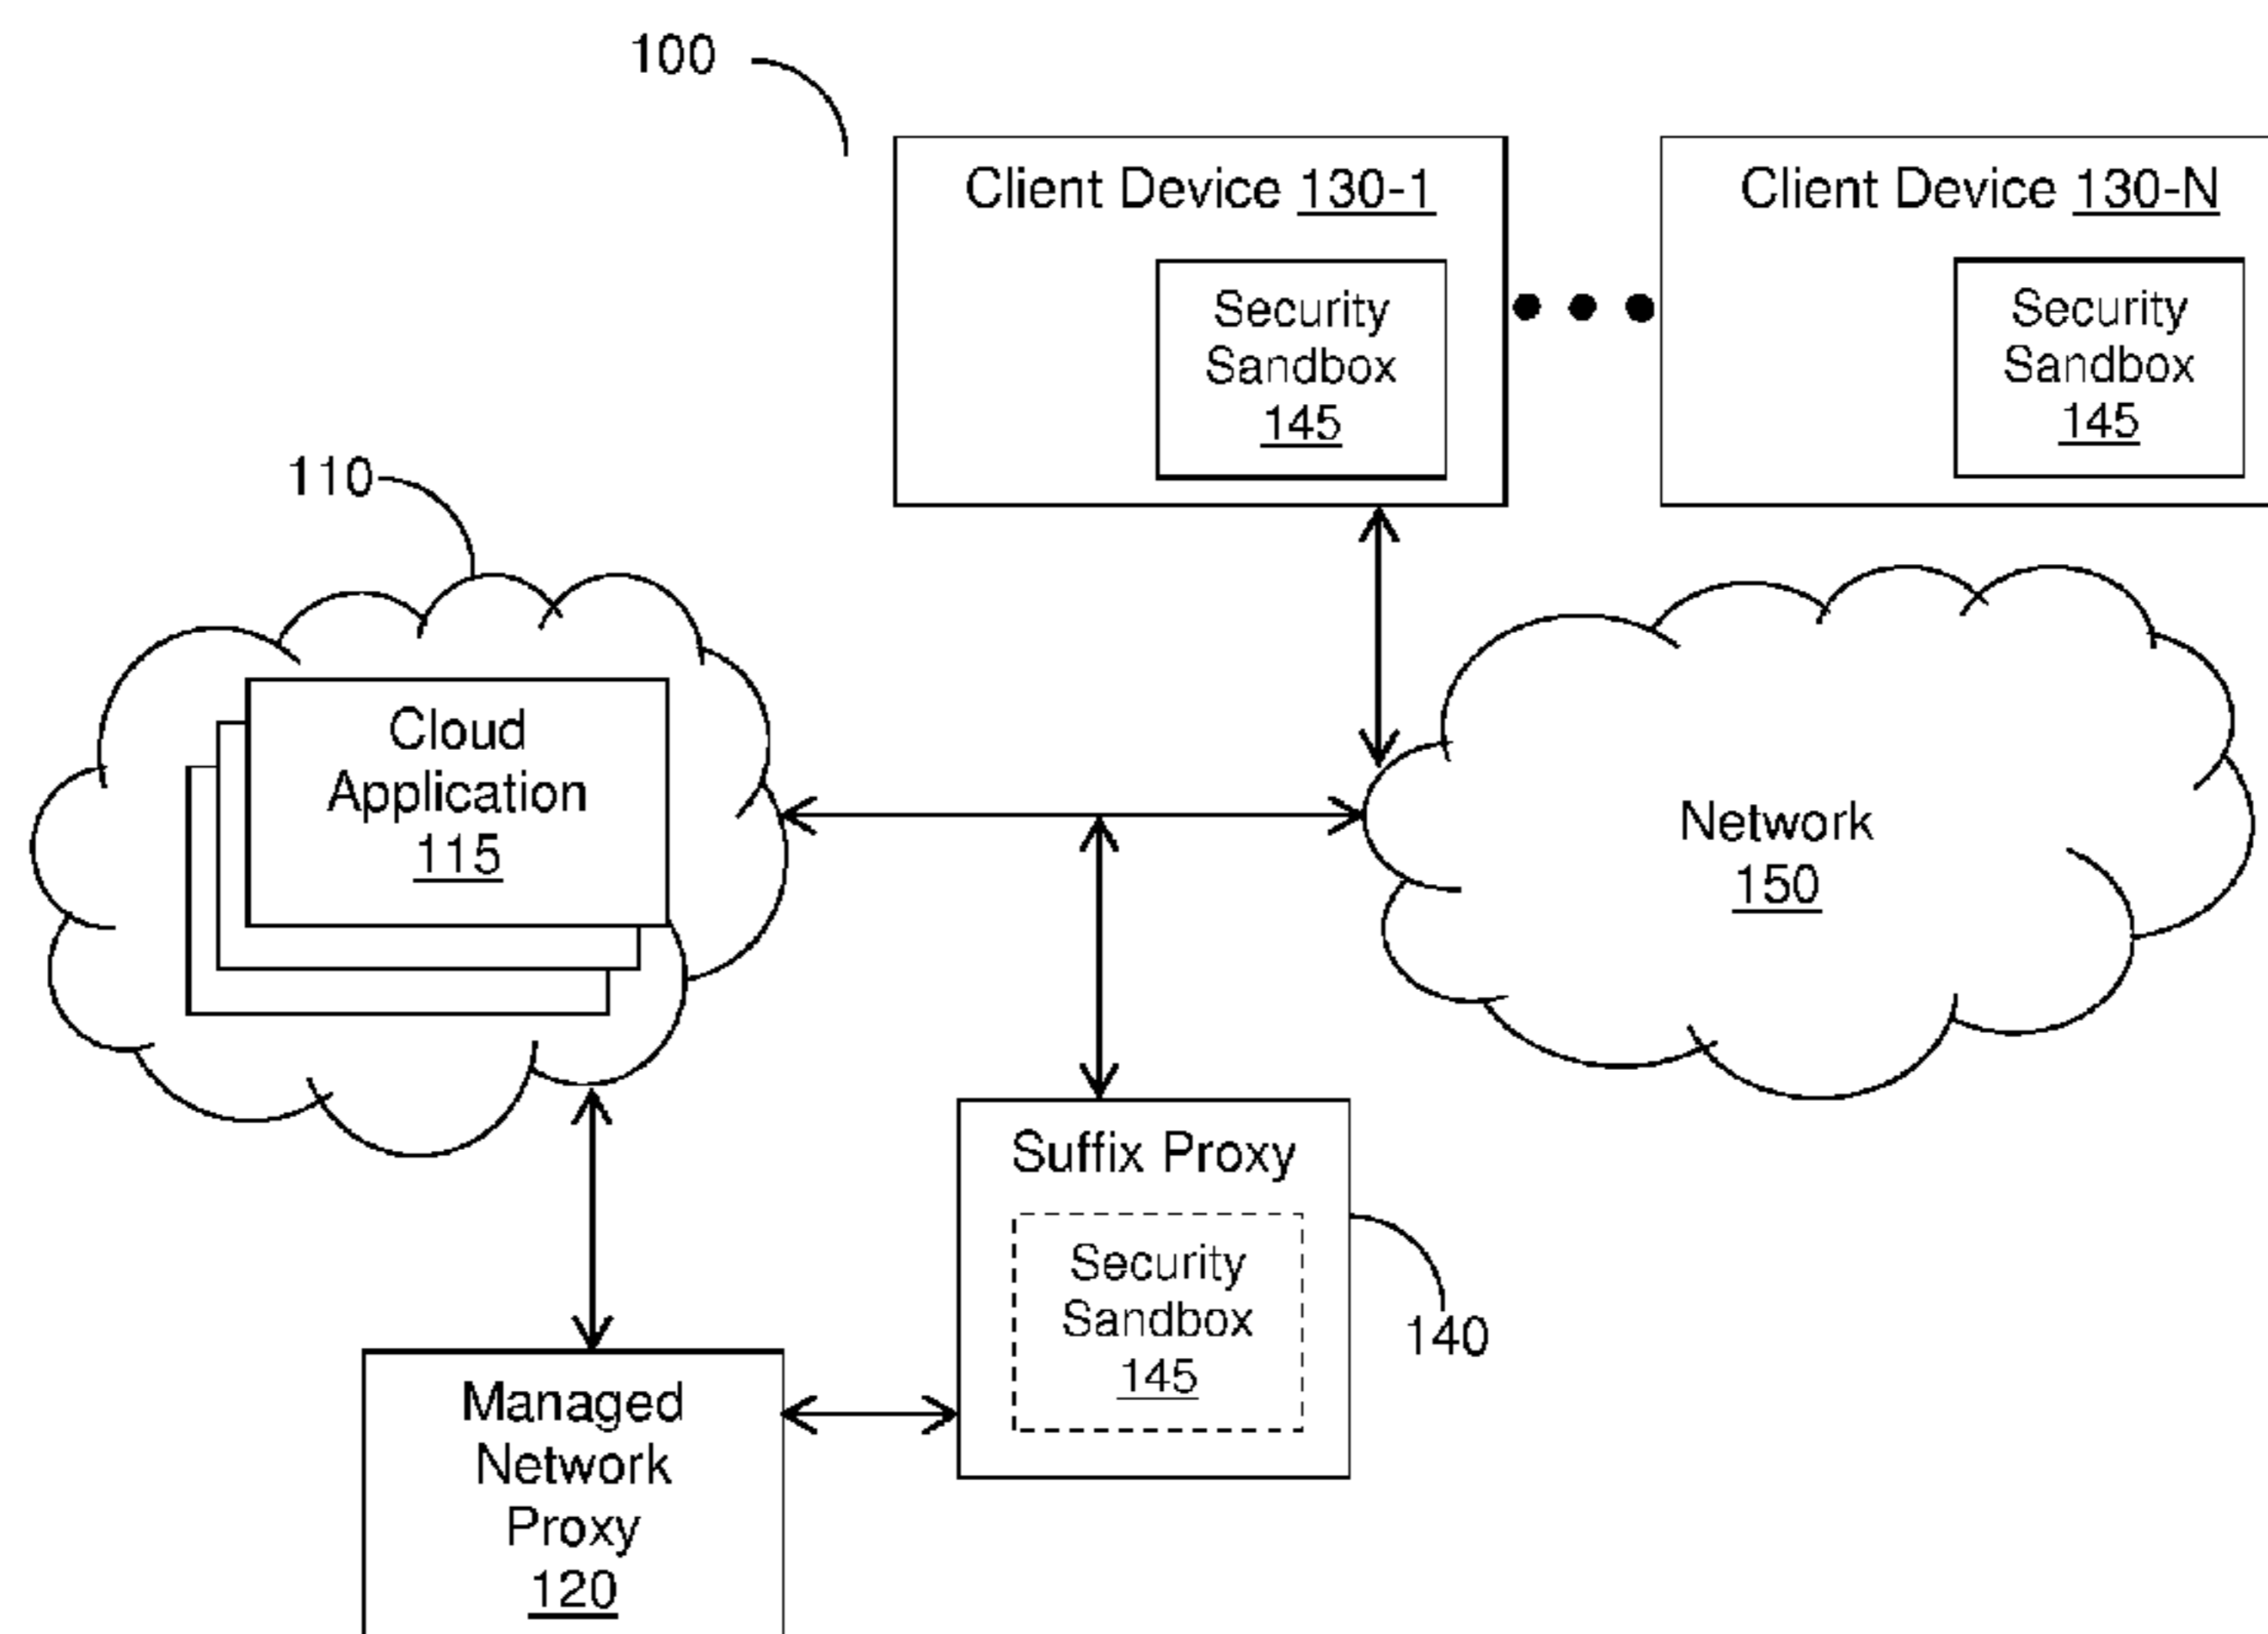 100
Client Device 130-1
Security
Sandbox
145
Client Device 130-N
Security
Sandbox
145
110
Cloud
Application
115
Network
150
Suffix Proxy
Security
Sandbox
145
140
Managed
Network
Proxy
120